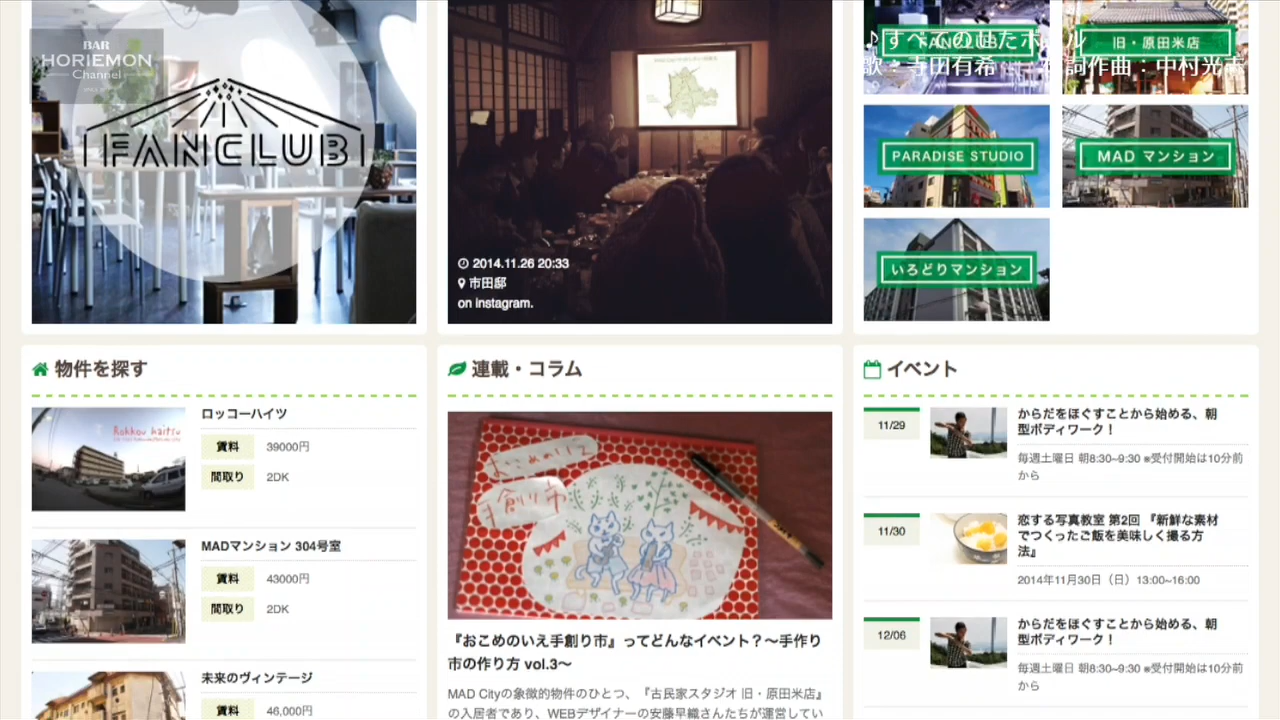 BAR
HORIEMON
Channel
FANCLUB
2014.11.26 20:33
市田邸
on instagram.
FANCLUB
旧・原田米店
歌：寺田有希
詞作曲：中村光
PARADISE STUDIO
MAD マンション
いろどりマンション
物件を探す
ロッコーハイツ
賃料 39000円
間取り 2DK
Rokkou haitsu
MADマンション 304号室
賃料 43000円
間取り 2DK
未来のヴィンテージ
賃料 46,000円
連載・コラム
おこめのいえ
手創り市
『おこめのいえ手創り市』ってどんなイベント？〜手作り
市の作り方 vol.3〜
MAD Cityの象徴的物件のひとつ、『古民家スタジオ 旧・原田米店』
の入居者であり、WEBデザイナーの安藤早織さんたちが運営してい
イベント
11/29
からだをほぐすことから始める、朝
型ボディワーク！
毎週土曜日 朝8:30~9:30 ※受付開始は10分前
から
11/30
恋する写真教室 第2回 『新鮮な素材
でつくったご飯を美味しく撮る方
法』
2014年11月30日（日）13:00~16:00
12/06
からだをほぐすことから始める、朝
型ボディワーク！
毎週土曜日 朝8:30~9:30 ※受付開始は10分前
から